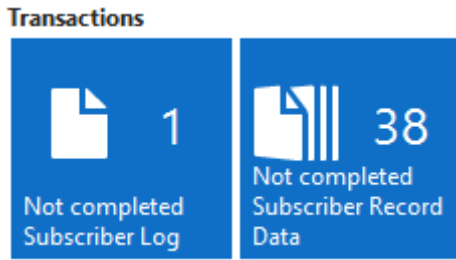 Transactions
1
Not completed
Subscriber Log
38
Not completed
Subscriber Record
Data